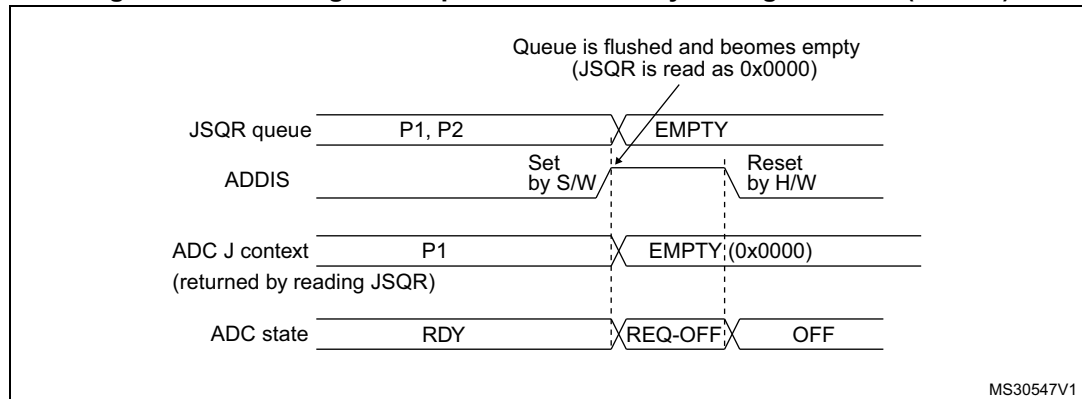 Queue is flushed and beomes empty
(JSQR is read as 0x0000)
JSQR queue P1, P2 EMPTY
ADDIS Set by S/W Reset by H/W
ADC J context P1 EMPTY (0x0000)
(returned by reading JSQR)
ADC state RDY REQ-OFF OFF
MS30547V1